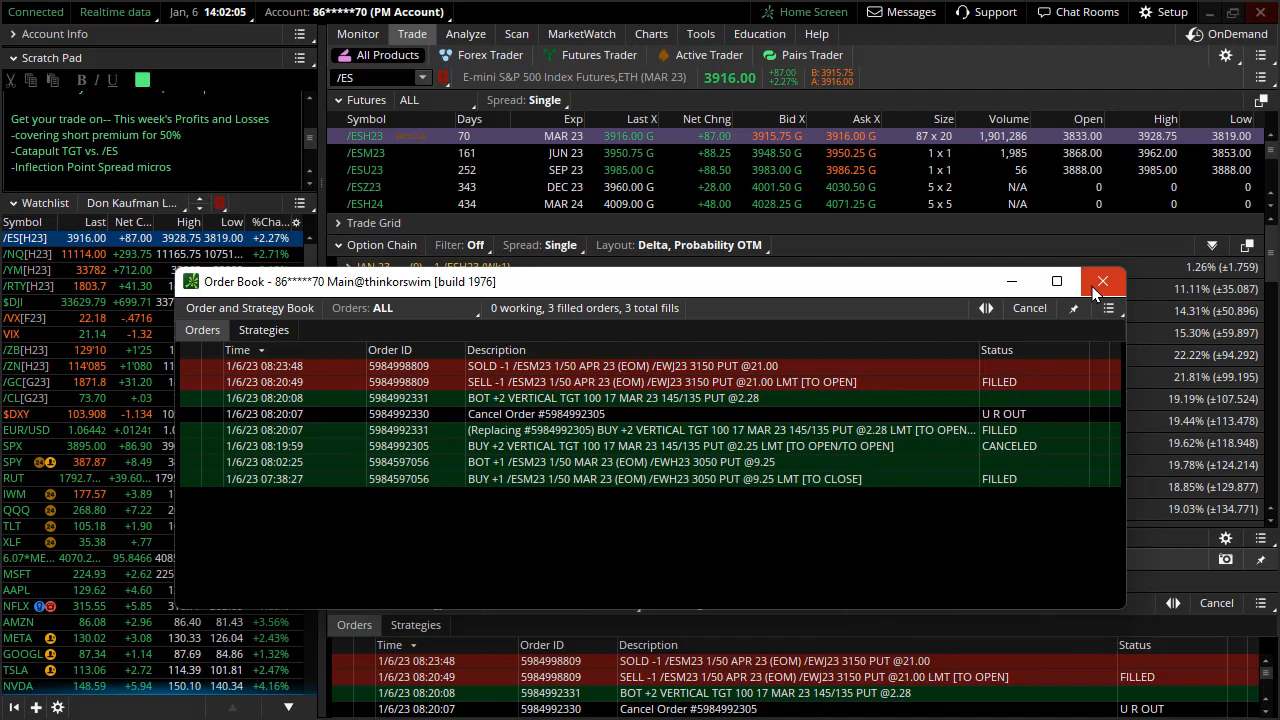 Connected Realtime data Jan, 6 14:02:05 Account: 86*****70 (PM Account) Home Screen Messages Support Chat Rooms Setup
Account Info
Monitor Trade Analyze Scan MarketWatch Charts Tools Education Help OnDemand
Scratch Pad
All Products Forex Trader Futures Trader Active Trader Pairs Trader
B I U
/ES E-mini S&P 500 Index Futures,ETH (MAR 23) 3916.00 +87.00 +2.27% B: 3915.75 A: 3916.00
Get your trade on-- This week's Profits and Losses
-covering short premium for 50%
-Catapult TGT vs. /ES
-Inflection Point Spread micros
Futures ALL Spread: Single
Symbol Days Exp Last X Net Chng Bid X Ask X Size Volume Open High Low
/ESH23 70 MAR 23 3916.00 G +87.00 3915.75 G 3916.00 G 87 x 20 1,901,286 3833.00 3928.75 3819.00
/ESM23 161 JUN 23 3950.75 G +88.25 3948.50 G 3950.25 G 1 x 1 1,985 3868.00 3962.00 3853.00
/ESU23 252 SEP 23 3985.00 G +88.50 3983.00 G 3986.25 G 1 x 1 56 3888.00 3985.00 3888.00
/ESZ23 343 DEC 23 3960.00 G +28.00 4001.50 G 4030.50 G 5 x 2 N/A 0 0 0
/ESH24 434 MAR 24 4009.00 G +48.00 4028.25 G 4071.25 G 5 x 5 N/A 0 0 0
Trade Grid
Option Chain Filter: Off Spread: Single Layout: Delta, Probability OTM
1.26% (±1.759)
11.11% (±35.087)
14.31% (±50.896)
15.30% (±59.897)
22.22% (±94.292)
21.81% (±99.195)
19.19% (±107.524)
19.44% (±113.528)
19.62% (±118.948)
19.78% (±124.214)
18.85% (±129.777)
19.03% (±134.771)
Watchlist Don Kaufman L...
Symbol Last Net C... High Low %Cha...
/ES[H23] 3916.00 +87.00 3928.75 3819.00 +2.27%
/NQ[H23] 11114.00 +293.75 11165.75 10751... +2.71%
/YM[H23] 33782 +712.00
/RTY[H23] 1803.7 +41.30
$DJI 33629.79 +699.71
/VX[F23] 22.18 -.4716
VIX 21.14 -1.32
/ZB[H23] 129'10 +1'25
/ZN[H23] 114'085 +1'080
/GC[G23] 1871.8 +31.20
/CL[G23] 73.70 +.03
$DXY 103.908 -1.134
EUR/USD 1.06442 +.01241
SPX 3895.00 +86.90
SPY 387.87 +8.49
RUT 1792.7... +39.60...
IWM 177.57 +3.89
QQQ 268.80 +7.22
TLT 105.18 +1.90
XLF 35.38 +.77
6.07*ME... 4070.2... 95.8466
MSFT 224.93 +2.62
AAPL 129.62 +4.60
NFLX 315.55 +5.85
AMZN 86.08 +2.96 86.40 81.43 +3.56%
META 130.02 +3.08 130.33 126.04 +2.43%
GOOGL 87.34 +1.14 87.69 84.86 +1.32%
TSLA 113.06 +2.72 114.39 101.81 +2.47%
NVDA 148.59 +5.94 150.10 140.34 +4.16%
Order Book - 86*****70 Main@thinkorswim [build 1976]
Order and Strategy Book Orders: ALL 0 working, 3 filled orders, 3 total fills Cancel
Orders Strategies
Time Order ID Description Status
1/6/23 08:23:48 5984998809 SOLD -1 /ESM23 1/50 APR 23 (EOM) /EWJ23 3150 PUT @21.00
1/6/23 08:20:49 5984998809 SELL -1 /ESM23 1/50 APR 23 (EOM) /EWJ23 3150 PUT @21.00 LMT [TO OPEN] FILLED
1/6/23 08:20:08 5984992331 BOT +2 VERTICAL TGT 100 17 MAR 23 145/135 PUT @2.28
1/6/23 08:20:07 5984992330 Cancel Order #5984992305 U R OUT
1/6/23 08:20:07 5984992331 (Replacing #5984992305) BUY +2 VERTICAL TGT 100 17 MAR 23 145/135 PUT @2.28 LMT [TO OPEN... FILLED
1/6/23 08:19:59 5984992305 BUY +2 VERTICAL TGT 100 17 MAR 23 145/135 PUT @2.25 LMT [TO OPEN/TO OPEN] CANCELED
1/6/23 08:02:25 5984597056 BOT +1 /ESM23 1/50 MAR 23 (EOM) /EWH23 3050 PUT @9.25
1/6/23 07:38:27 5984597056 BUY +1 /ESM23 1/50 MAR 23 (EOM) /EWH23 3050 PUT @9.25 LMT [TO CLOSE] FILLED
Cancel
Orders Strategies
Time Order ID Description Status
1/6/23 08:23:48 5984998809 SOLD -1 /ESM23 1/50 APR 23 (EOM) /EWJ23 3150 PUT @21.00
1/6/23 08:20:49 5984998809 SELL -1 /ESM23 1/50 APR 23 (EOM) /EWJ23 3150 PUT @21.00 LMT [TO OPEN] FILLED
1/6/23 08:20:08 5984992331 BOT +2 VERTICAL TGT 100 17 MAR 23 145/135 PUT @2.28
1/6/23 08:20:07 5984992330 Cancel Order #5984992305 U R OUT